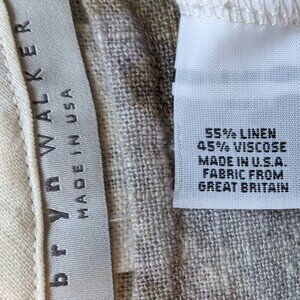 bryn WALKER
MADE IN USA
55% LINEN
45% VISCOSE
MADE IN U.S.A.
FABRIC FROM
GREAT BRITAIN